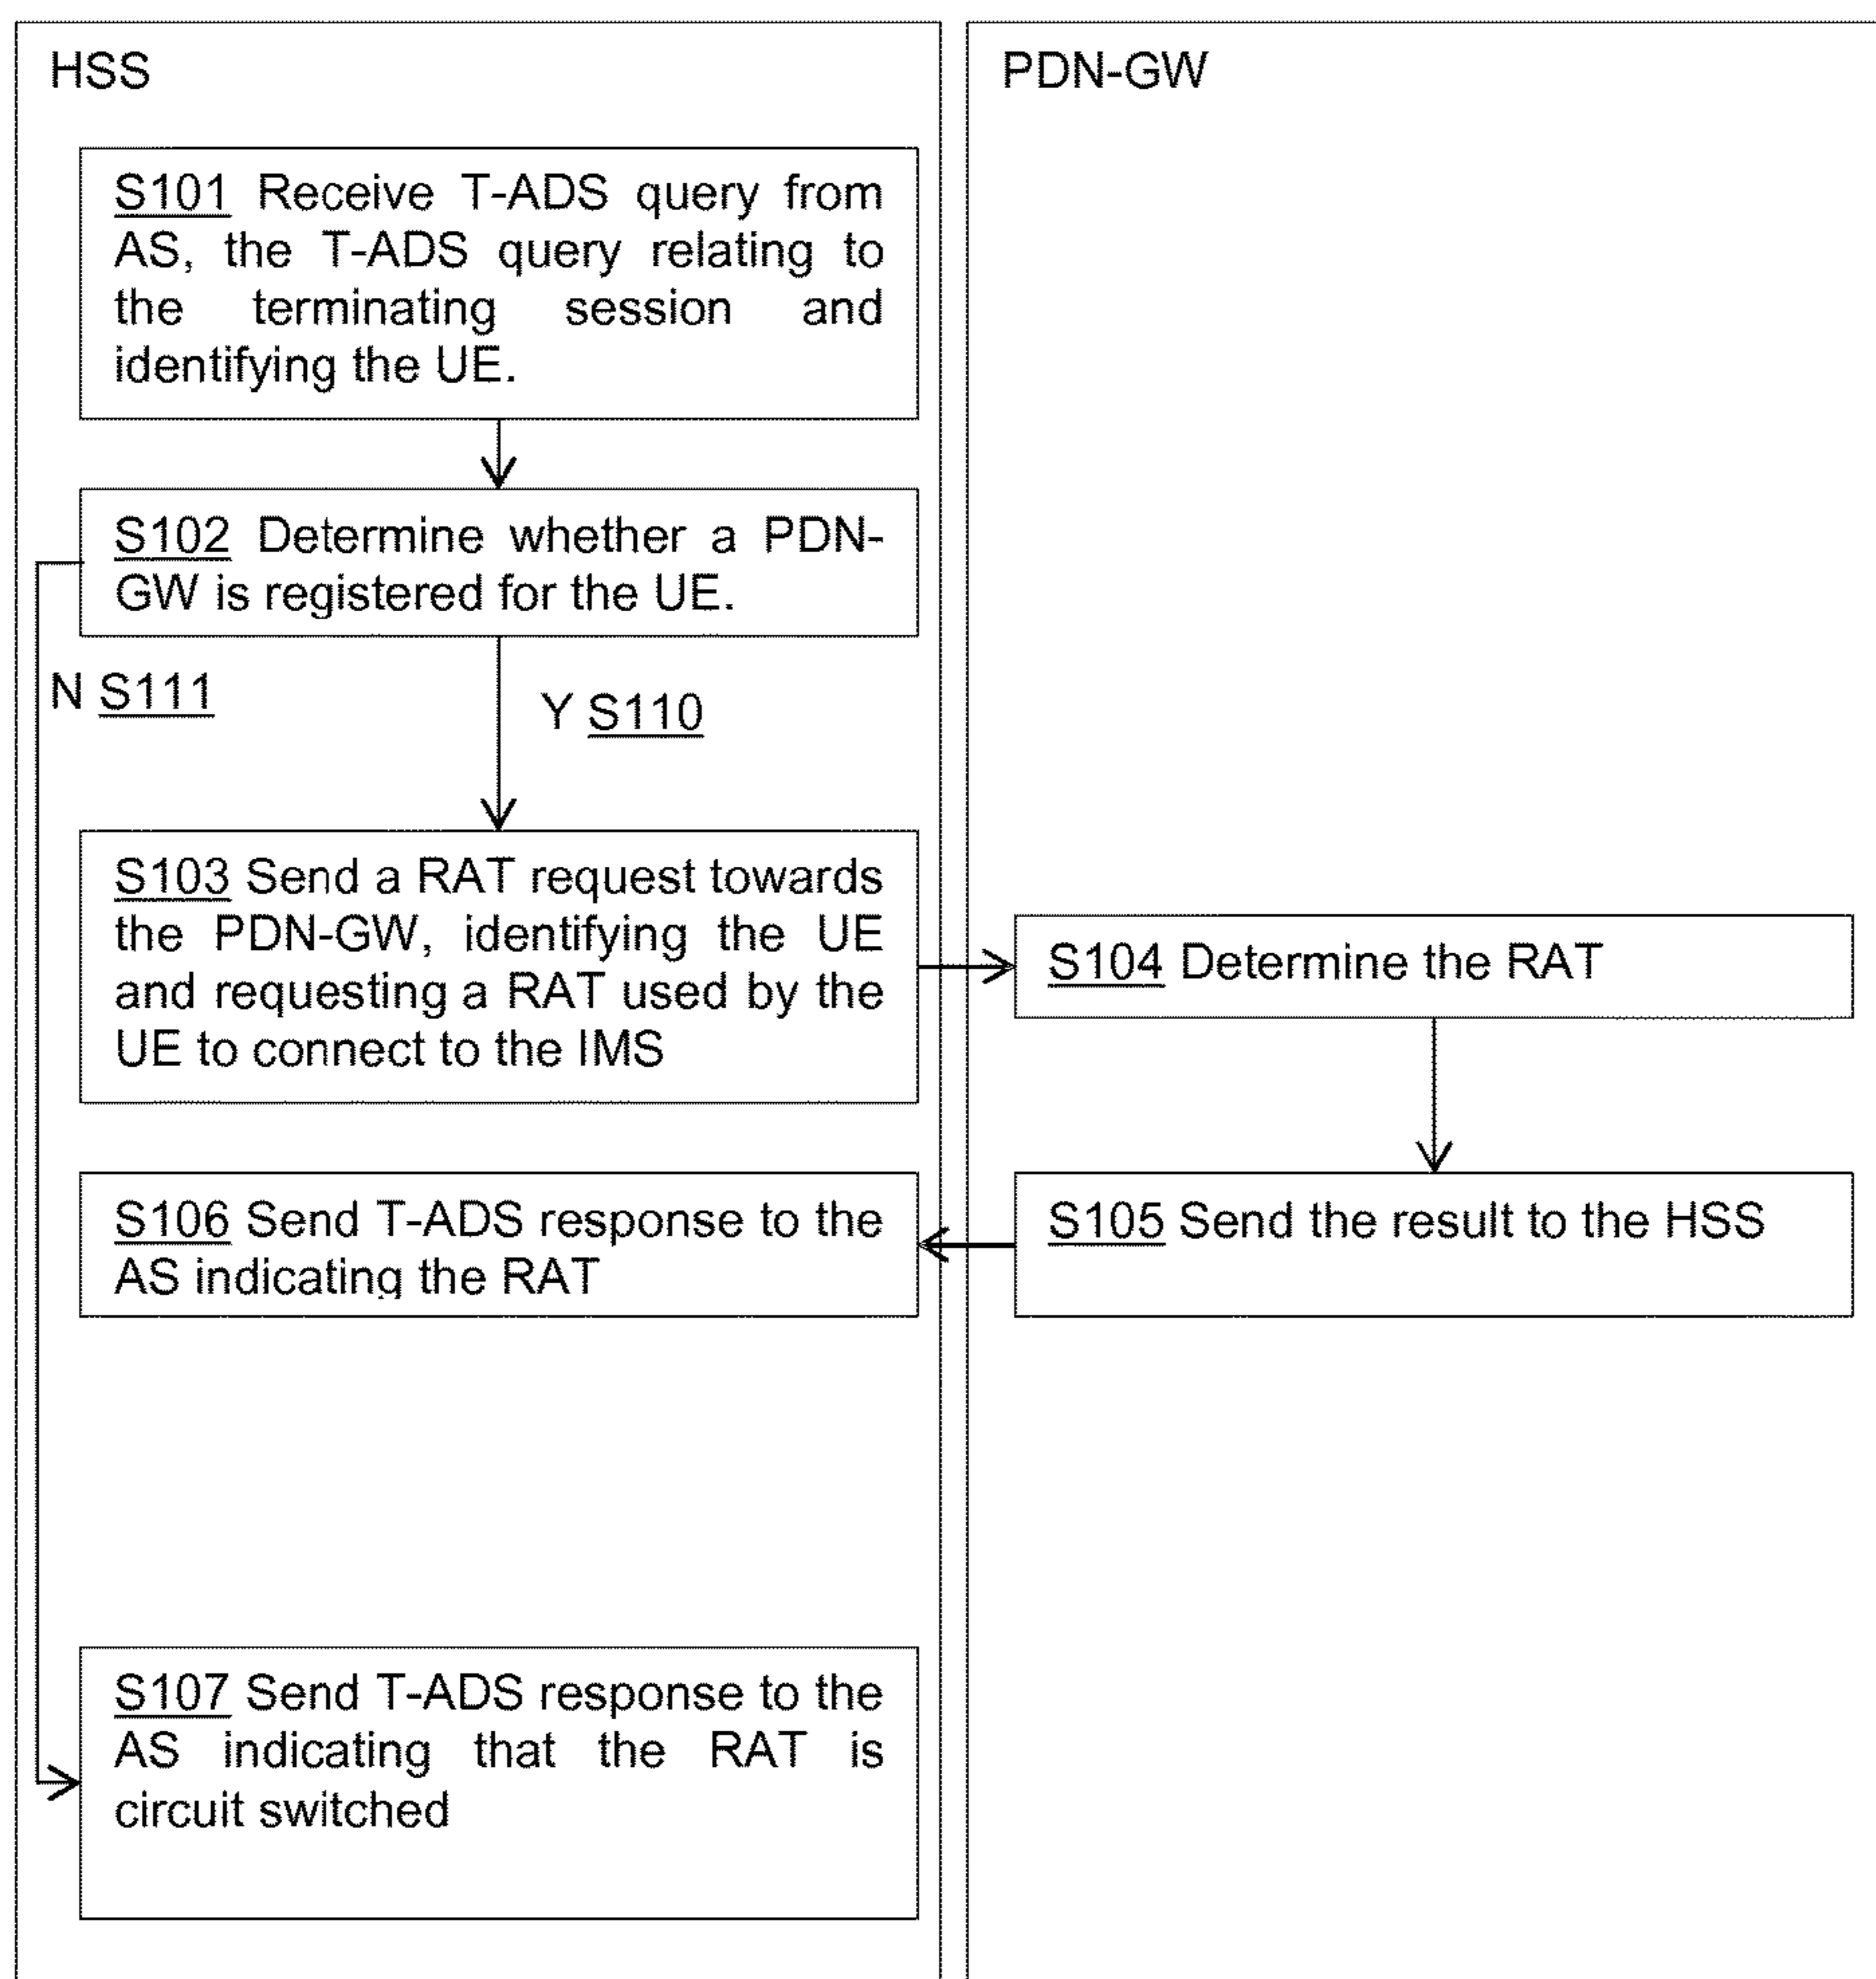 HSS
S101 Receive T-ADS query from
AS, the T-ADS query relating to
the terminating session and
identifying the UE.
S102 Determine whether a PDN-
GW is registered for the UE.
N S111
Y S110
S103 Send a RAT request towards
the PDN-GW, identifying the UE
and requesting a RAT used by the
UE to connect to the IMS
S106 Send T-ADS response to the
AS indicating the RAT
S107 Send T-ADS response to the
AS indicating that the RAT is
circuit switched
PDN-GW
S104 Determine the RAT
S105 Send the result to the HSS